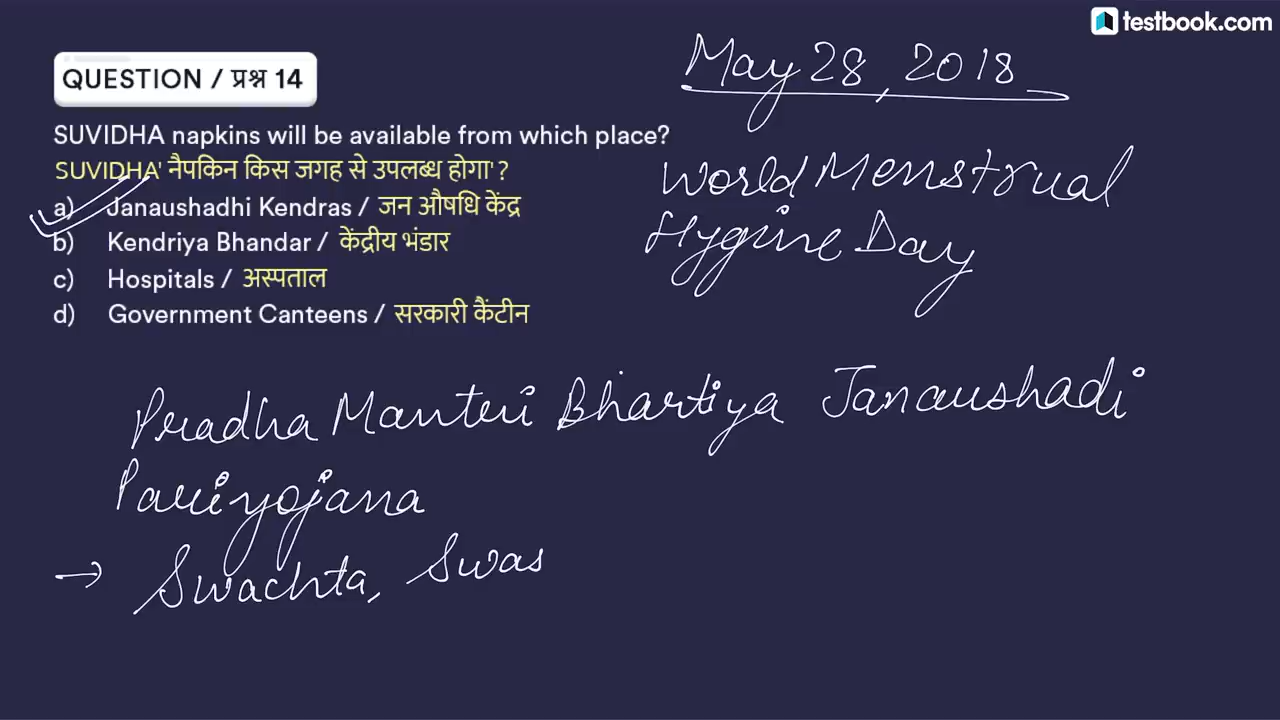 testbook.com
QUESTION / प्रश्न 14
SUVIDHA napkins will be available from which place?
SUVIDHA' नैपकिन किस जगह से उपलब्ध होगा' ?
a) Janaushadhi Kendras / जन औषधि केंद्र
b) Kendriya Bhandar / केंद्रीय भंडार
c) Hospitals / अस्पताल
d) Government Canteens / सरकारी कैंटीन
May 28, 2018
World Menstrual
Hygine Day
Pradha Mantri Bhartiya Janaushadi
Pariyojana
→ Swachta, Swas